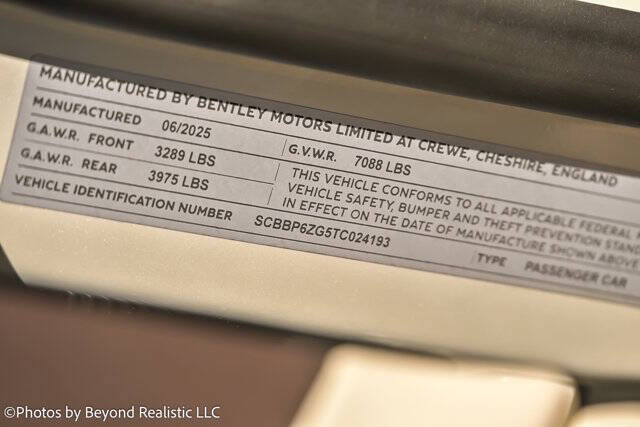 MANUFACTURED BY BENTLEY MOTORS LIMITED AT CREWE, CHESHIRE, ENGLAND
MANUFACTURED 06/2025 G.V.W.R. 7088 LBS
G.A.W.R. FRONT 3289 LBS
G.A.W.R. REAR 3975 LBS
THIS VEHICLE CONFORMS TO ALL APPLICABLE FEDERAL
VEHICLE SAFETY, BUMPER AND THEFT PREVENTION
IN EFFECT ON THE DATE OF MANUFACTURE SHOWN ABOVE
VEHICLE IDENTIFICATION NUMBER SCBBP6ZG5TC024193
TYPE PASSENGER CAR
©Photos by Beyond Realistic LLC